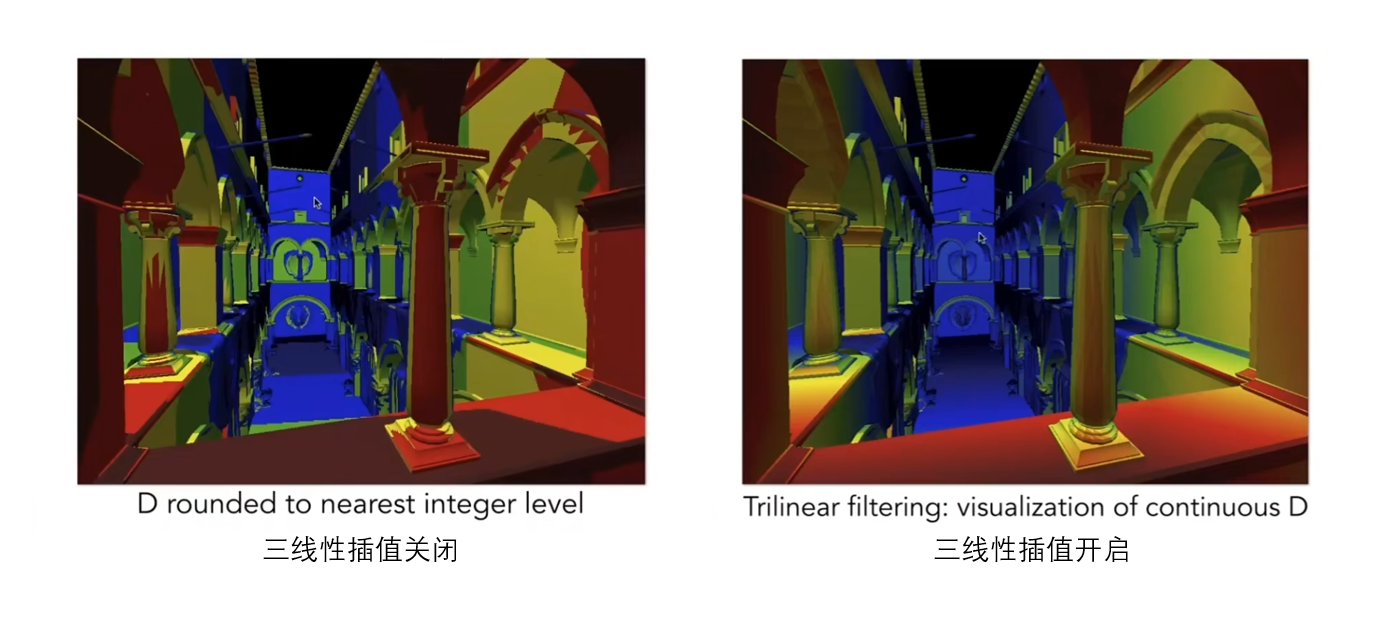 D rounded to nearest integer level
三线性插值关闭
Trilinear filtering: visualization of continuous D
三线性插值开启